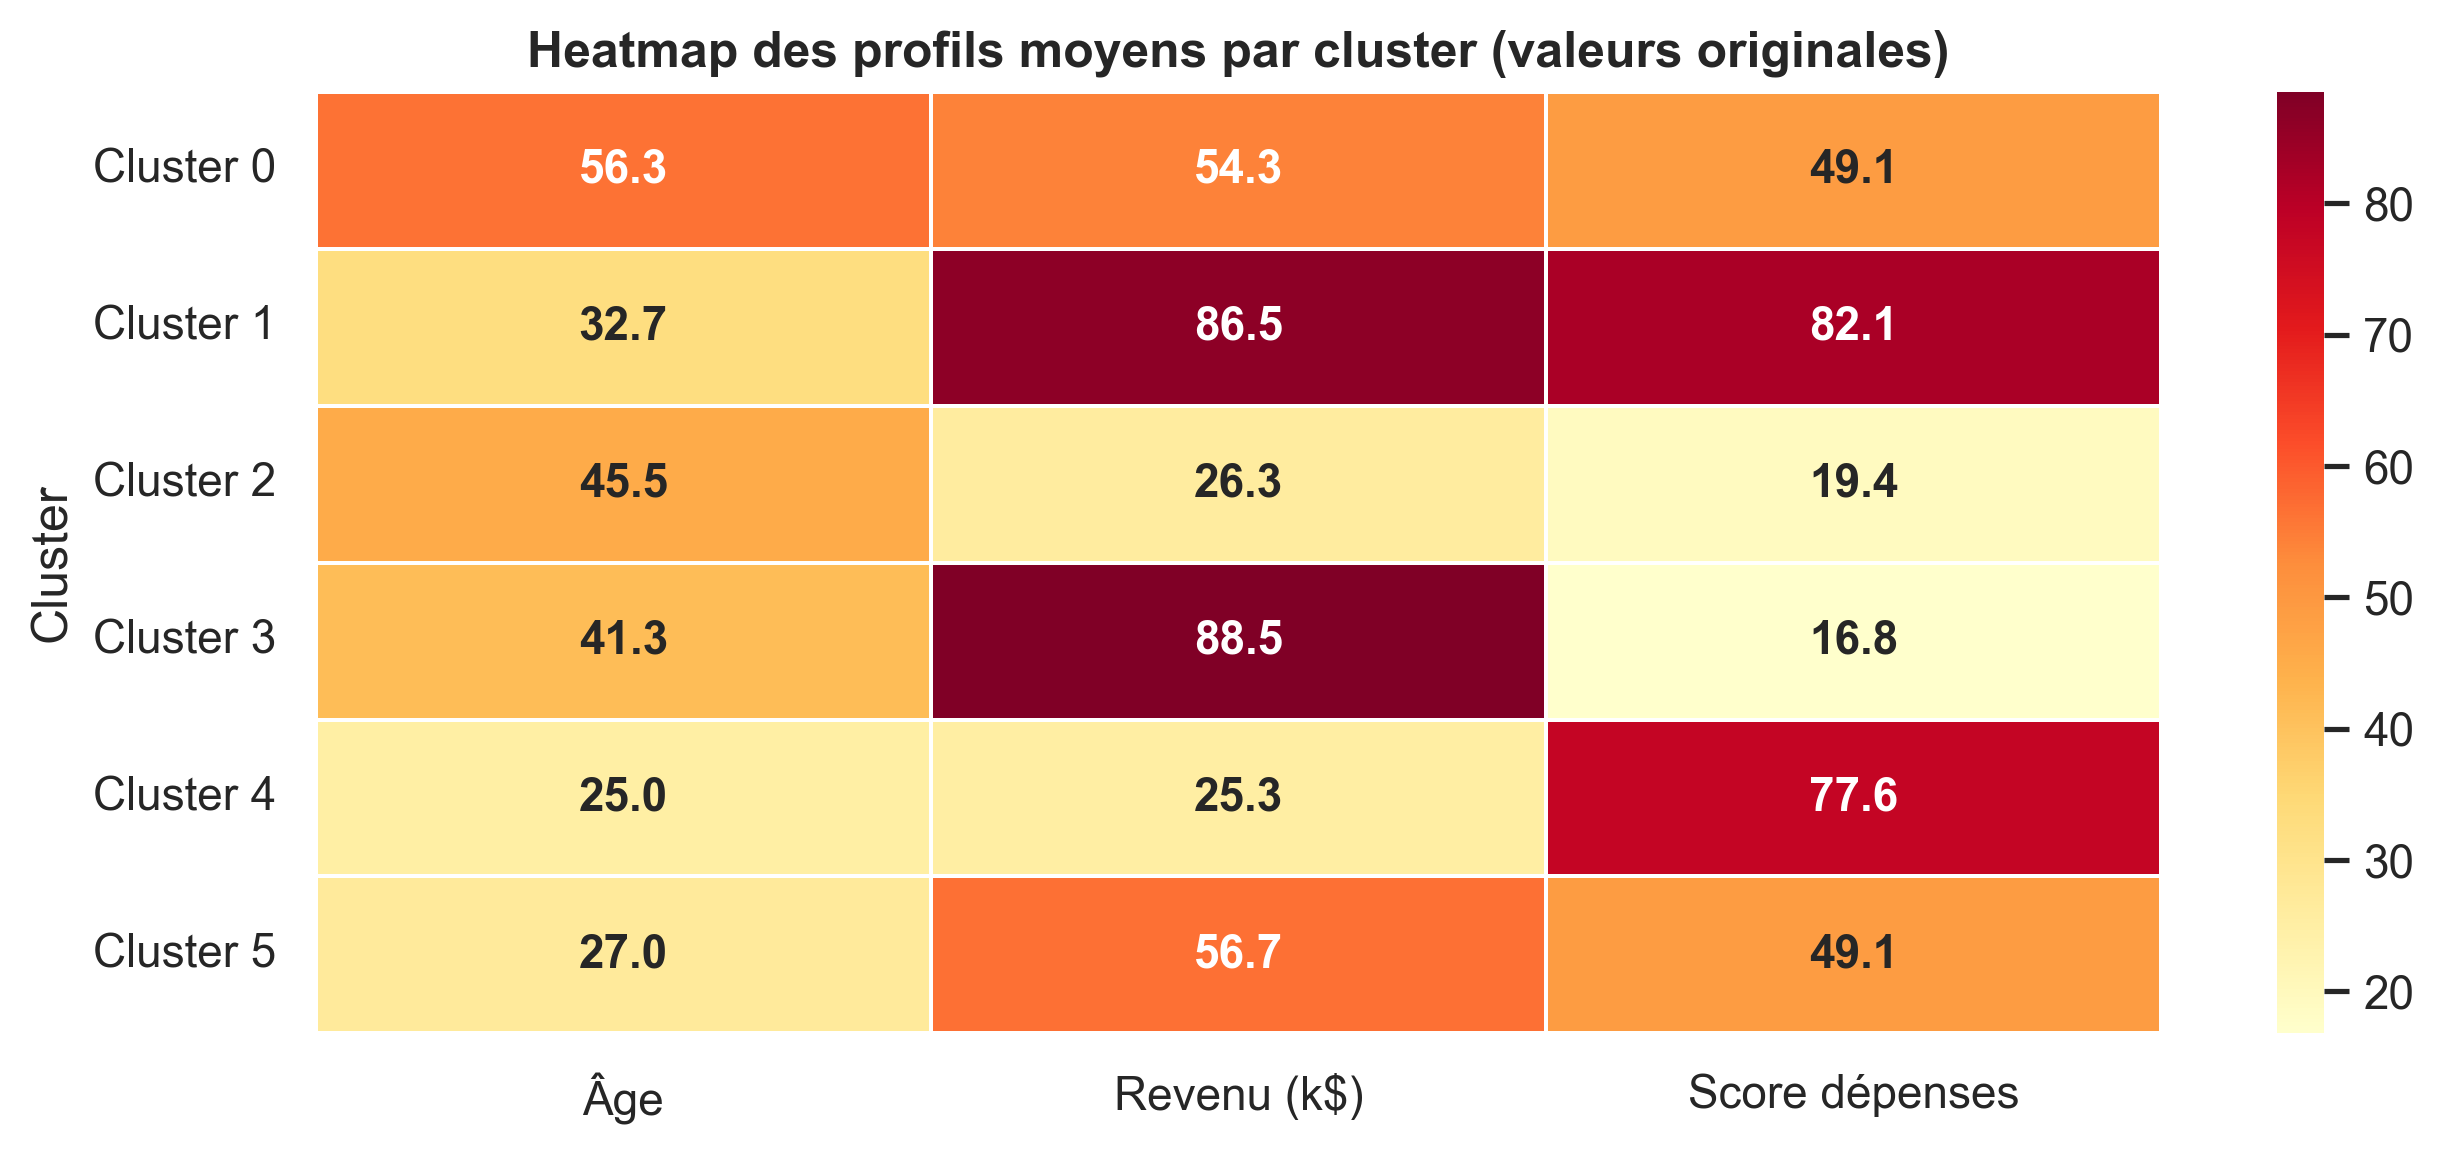 Heatmap des profils moyens par cluster (valeurs originales)
Cluster
Cluster 0 56.3 54.3 49.1
Cluster 1 32.7 86.5 82.1
Cluster 2 45.5 26.3 19.4
Cluster 3 41.3 88.5 16.8
Cluster 4 25.0 25.3 77.6
Cluster 5 27.0 56.7 49.1
Âge Revenu (k$) Score dépenses
80
70
60
50
40
30
20